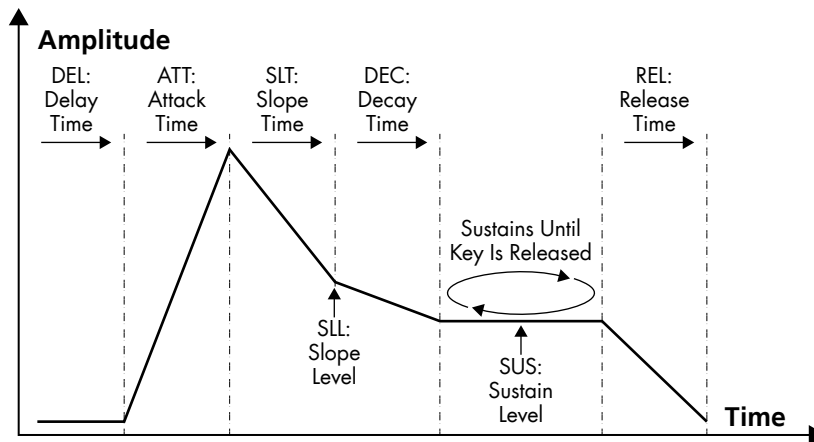 Amplitude
DEL:
Delay
Time
ATT:
Attack
Time
SLT:
Slope
Time
DEC:
Decay
Time
REL:
Release
Time
Sustains Until
Key Is Released
SLL:
Slope
Level
SUS:
Sustain
Level
Time